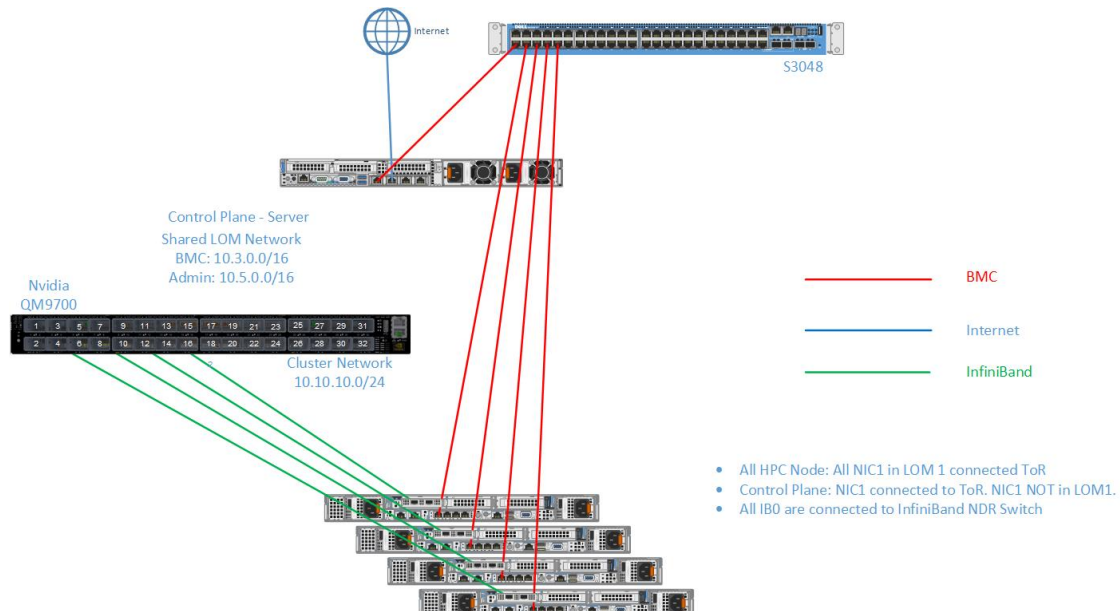 Internet
S3048
Control Plane - Server
Shared LOM Network
BMC: 10.3.0.0/16
Admin: 10.5.0.0/16
Nvidia
QM9700
1 3 5 7 9 11 13 15 17 19 21 23 25 27 29 31
2 4 6 8 10 12 14 16 18 20 22 24 26 28 30 32
Cluster Network
10.10.10.0/24
BMC
Internet
InfiniBand
• All HPC Node: All NIC1 in LOM 1 connected ToR
• Control Plane: NIC1 connected to ToR. NIC1 NOT in LOM1.
• All IB0 are connected to InfiniBand NDR Switch